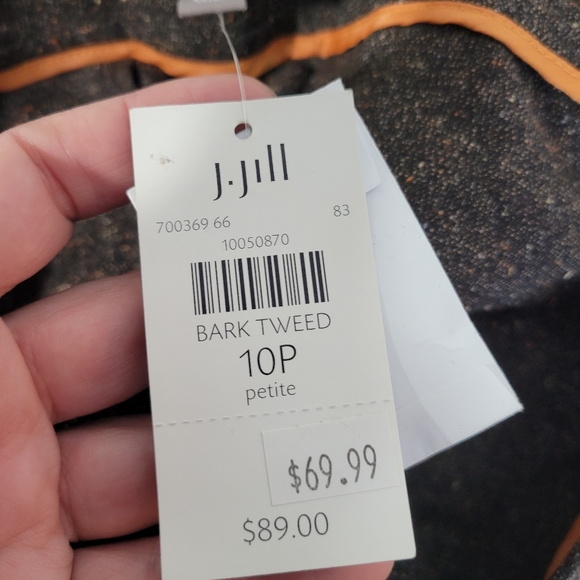 J.Jill
700369 66 83
10050870
BARK TWEED
10P
petite
$69.99
$89.00